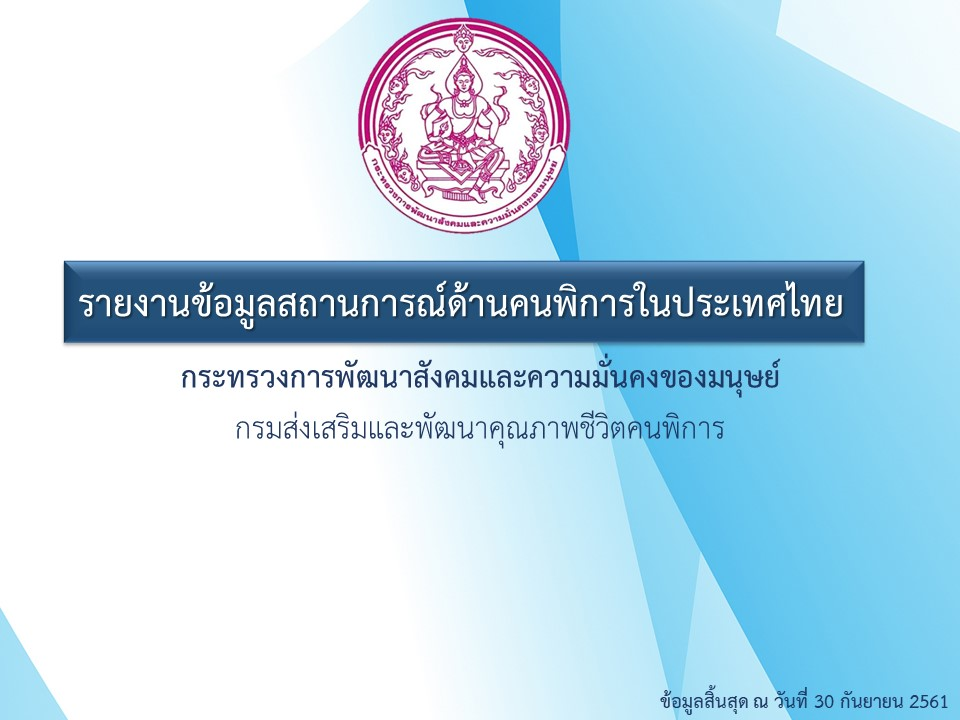 กระทรวงการพัฒนาสังคมและความมั่นคงของมนุษย์
รายงานข้อมูลสถานการณ์ด้านคนพิการในประเทศไทย
กระทรวงการพัฒนาสังคมและความมั่นคงของมนุษย์
กรมส่งเสริมและพัฒนาคุณภาพชีวิตคนพิการ
ข้อมูลสิ้นสุด ณ วันที่ 30 กันยายน 2561